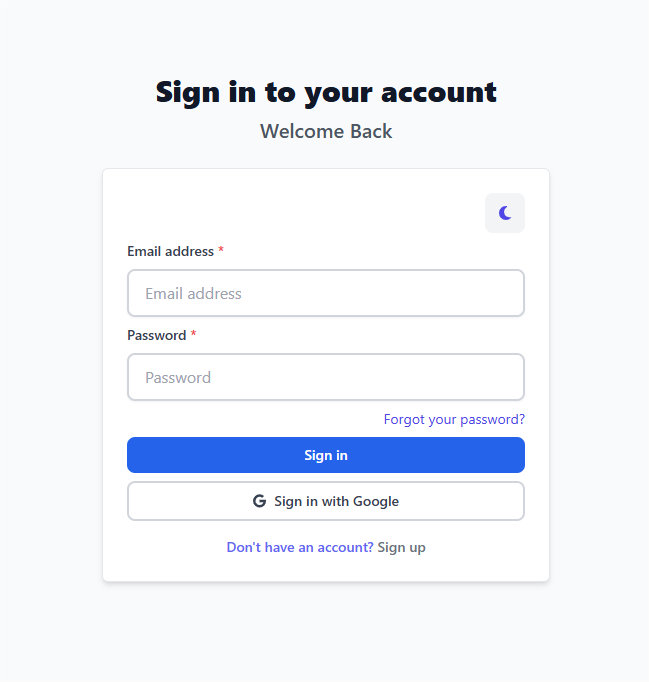 Sign in to your account
Welcome Back
Email address *
Email address
Password *
Password
Forgot your password?
Sign in
Sign in with Google
Don't have an account? Sign up